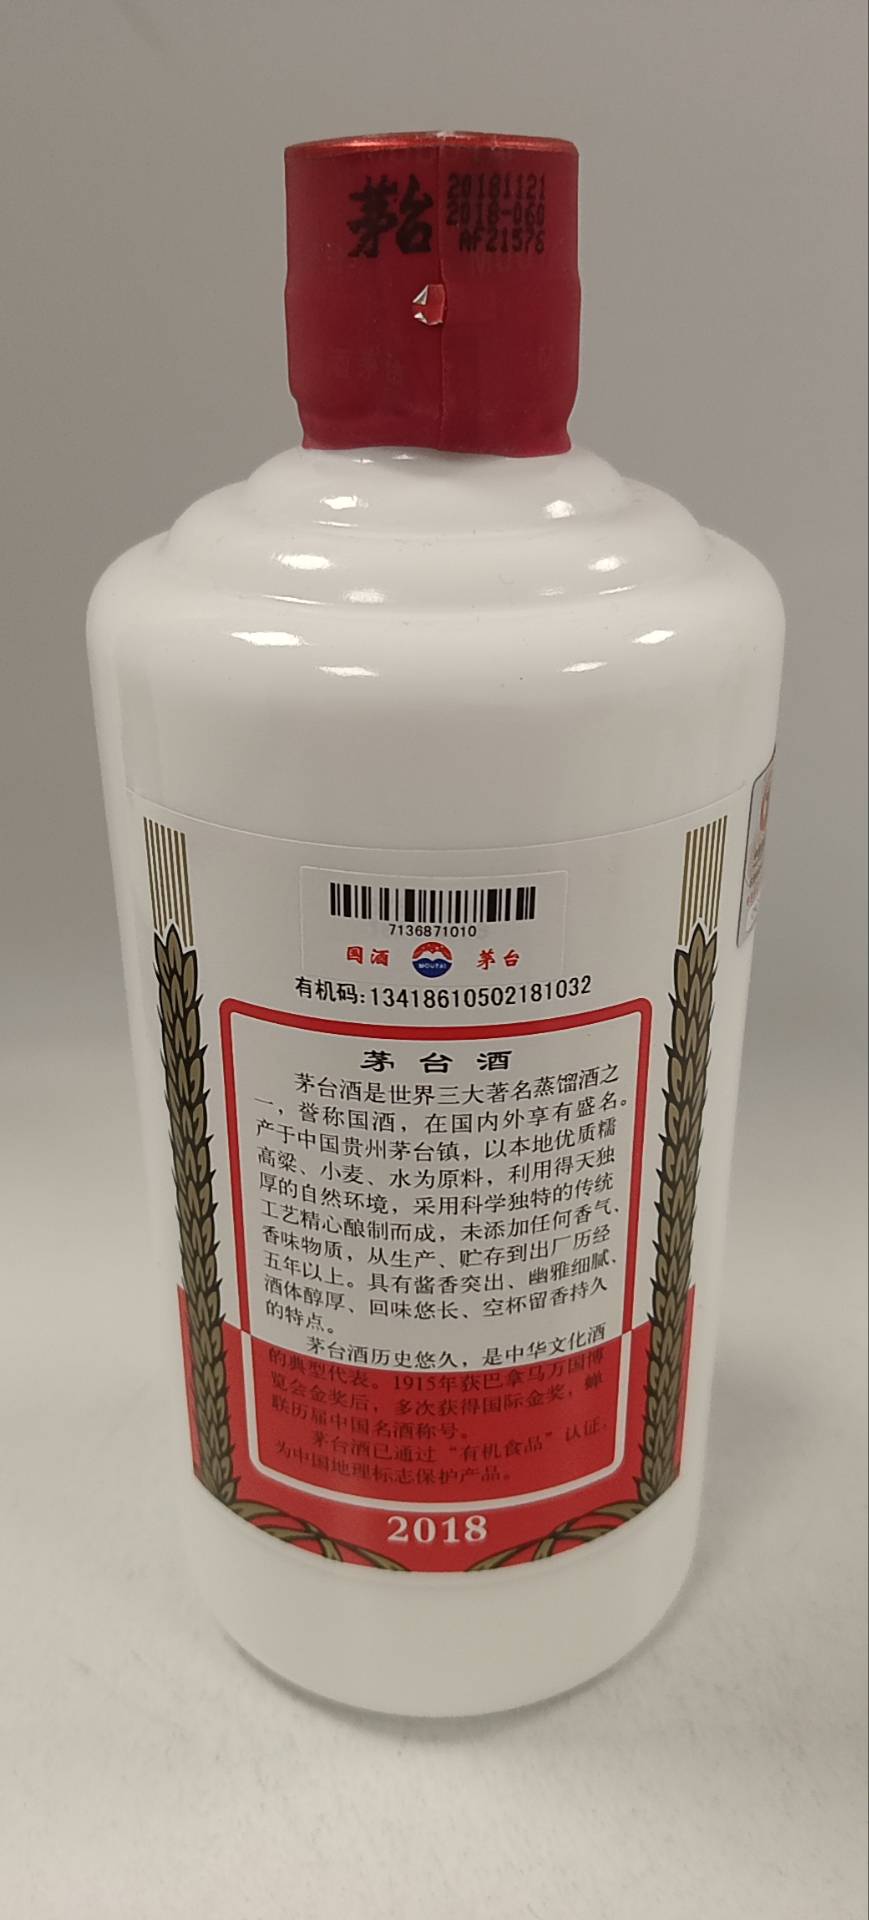 茅台
20181121
2018-060
AF21576
7136871010
国酒 MOUTAI 茅台
有机码:13418610502181032
茅台酒
茅台酒是世界三大著名蒸馏酒之
一，誉称国酒，在国内外享有盛名。
产于中国贵州茅台镇，以本地优质糯
高粱、小麦、水为原料，利用得天独
厚的自然环境，采用科学独特的传统
工艺精心酿制而成，未添加任何香气、
香味物质，从生产、贮存到出厂历经
五年以上。具有酱香突出、幽雅细腻、
酒体醇厚、回味悠长、空杯留香持久
的特点。
茅台酒历史悠久，是中华文化酒
的典型代表。1915年获巴拿马万国博
览会金奖后，多次获得国际金奖，蝉
联历届中国名酒称号。
茅台酒已通过“有机食品”认证，
为中国地理标志保护产品。
2018